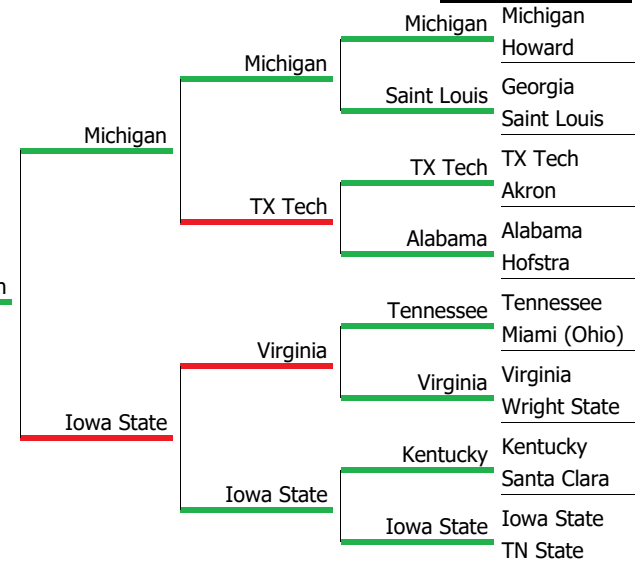 Michigan
Michigan
Howard
Michigan
Saint Louis
Georgia
Saint Louis
Michigan
TX Tech
TX Tech
Akron
TX Tech
Alabama
Alabama
Hofstra
n
Tennessee
Tennessee
Miami (Ohio)
Virginia
Virginia
Virginia
Wright State
Iowa State
Kentucky
Kentucky
Santa Clara
Iowa State
Iowa State
Iowa State
TN State